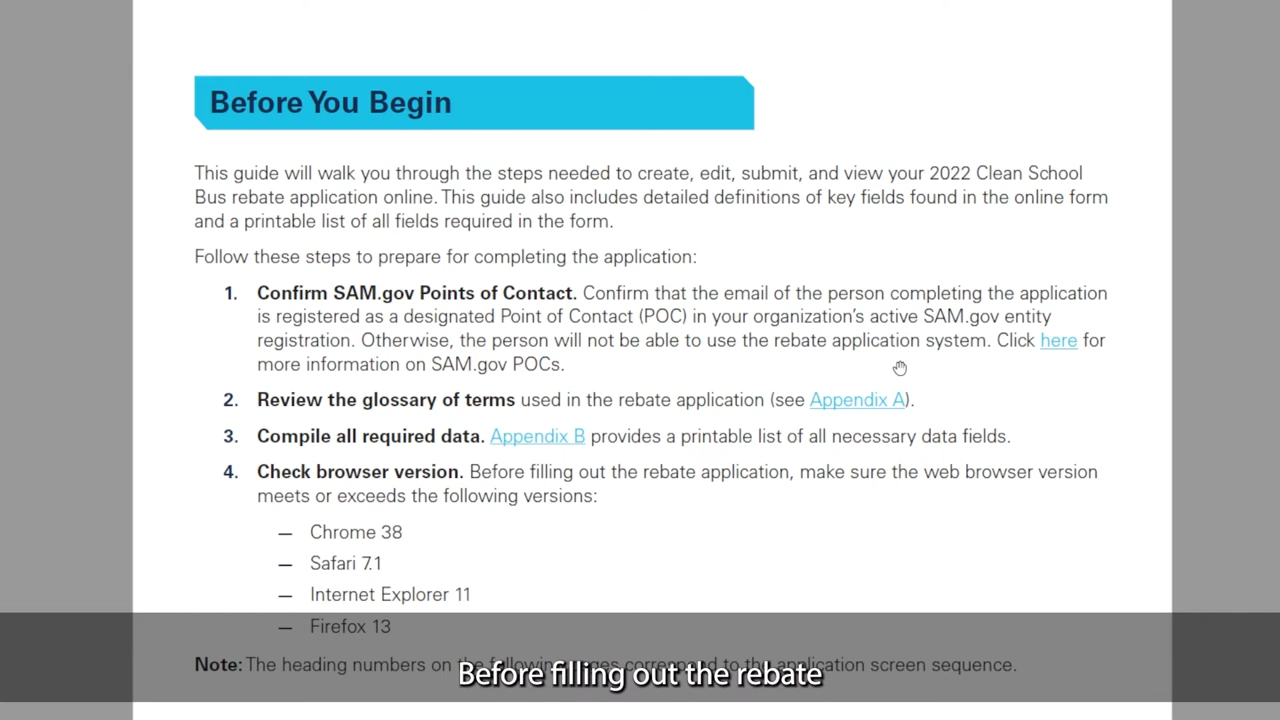 Before You Begin
This guide will walk you through the steps needed to create, edit, submit, and view your 2022 Clean School
Bus rebate application online. This guide also includes detailed definitions of key fields found in the online form
and a printable list of all fields required in the form.
Follow these steps to prepare for completing the application:
1. Confirm SAM.gov Points of Contact. Confirm that the email of the person completing the application
is registered as a designated Point of Contact (POC) in your organization's active SAM.gov entity
registration. Otherwise, the person will not be able to use the rebate application system. Click here for
more information on SAM.gov POCs.
2. Review the glossary of terms used in the rebate application (see Appendix A).
3. Compile all required data. Appendix B provides a printable list of all necessary data fields.
4. Check browser version. Before filling out the rebate application, make sure the web browser version
meets or exceeds the following versions:
— Chrome 38
— Safari 7.1
— Internet Explorer 11
— Firefox 13
Note: The heading numbers on the following pages correspond to the application screen sequence.
Before filling out the rebate